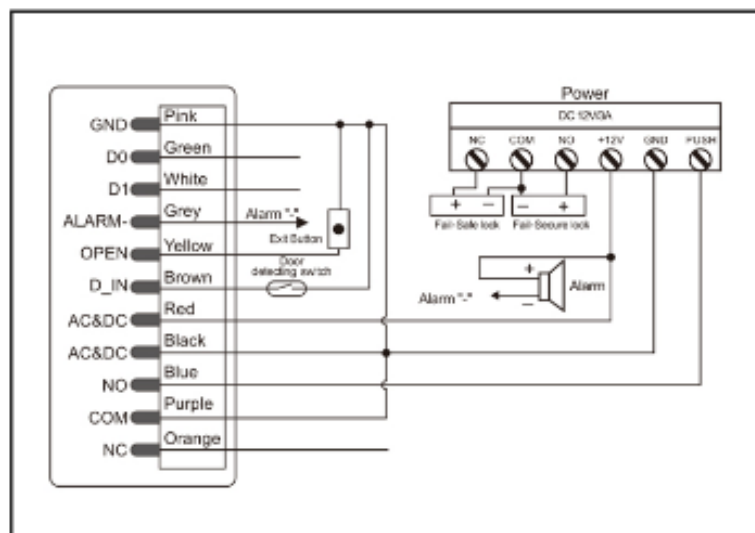 Power
DC 12V/3A
NC COM NO +12V GND PUSH
+ − − +
Fail-Safe lock Fail-Secure lock
GND Pink
D0 Green
D1 White
ALARM- Grey Alarm "-"
Exit Button
OPEN Yellow
Door
detecting switch
D_IN Brown
+
Alarm
Alarm "-" −
AC&DC Red
AC&DC Black
NO Blue
COM Purple
NC Orange